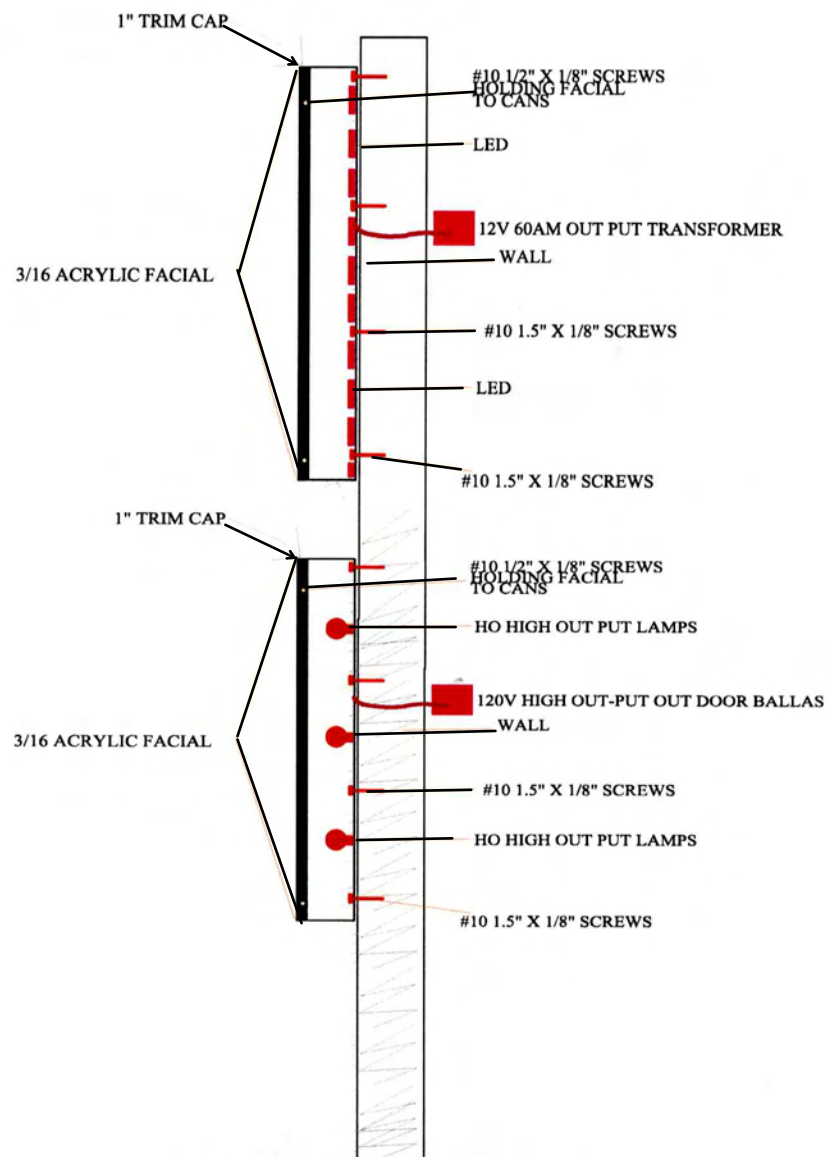 1" TRIM CAP
#10 1/2" X 1/8" SCREWS
HOLDING FACIAL
TO CANS
LED
12V 60AM OUT PUT TRANSFORMER
WALL
3/16 ACRYLIC FACIAL
#10 1.5" X 1/8" SCREWS
LED
#10 1.5" X 1/8" SCREWS
1" TRIM CAP
#10 1/2" X 1/8" SCREWS
HOLDING FACIAL
TO CANS
HO HIGH OUT PUT LAMPS
120V HIGH OUT-PUT OUT DOOR BALLAS
WALL
3/16 ACRYLIC FACIAL
#10 1.5" X 1/8" SCREWS
HO HIGH OUT PUT LAMPS
#10 1.5" X 1/8" SCREWS